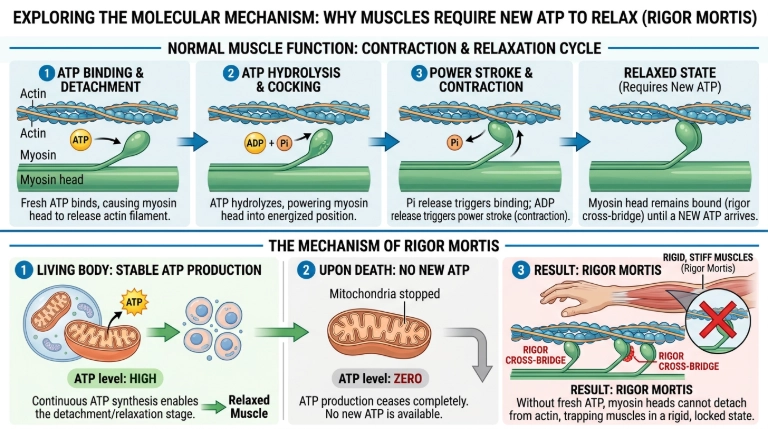 EXPLORING THE MOLECULAR MECHANISM: WHY MUSCLES REQUIRE NEW ATP TO RELAX (RIGOR MORTIS)
NORMAL MUSCLE FUNCTION: CONTRACTION & RELAXATION CYCLE
1 ATP BINDING &
DETACHMENT
Actin
Actin
ATP
Myosin
Myosin head
Fresh ATP binds, causing myosin
head to release actin filament.
2 ATP HYDROLYSIS
& COCKING
ADP + Pi
ATP hydrolyzes, powering myosin
head into energized position.
3 POWER STROKE &
CONTRACTION
Pi
Pi release triggers binding; ADP
release triggers power stroke (contraction).
RELAXED STATE
(Requires New ATP)
Myosin head remains bound (rigor
cross-bridge) until a NEW ATP arrives.
THE MECHANISM OF RIGOR MORTIS
1 LIVING BODY: STABLE ATP PRODUCTION
ATP
ATP level: HIGH
Continuous ATP synthesis enables
the detachment/relaxation stage.
Relaxed
Muscle
2 UPON DEATH: NO NEW ATP
Mitochondria stopped
ATP level: ZERO
ATP production ceases completely.
No new ATP is available.
3 RESULT: RIGOR MORTIS
RIGID, STIFF MUSCLES
(Rigor Mortis)
RIGOR
CROSS-BRIDGE
RIGOR
CROSS-BRIDGE
RESULT: RIGOR MORTIS
Without fresh ATP, myosin heads cannot detach
from actin, trapping muscles in a rigid, locked state.